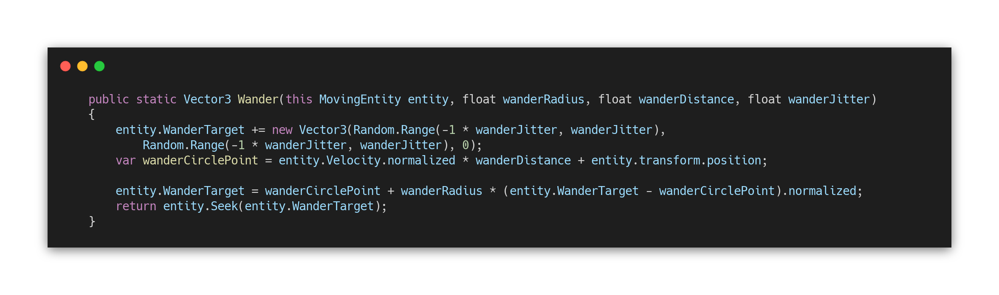 public static Vector3 Wander(this MovingEntity entity, float wanderRadius, float wanderDistance, float wanderJitter)
{
    entity.WanderTarget += new Vector3(Random.Range(-1 * wanderJitter, wanderJitter),
        Random.Range(-1 * wanderJitter, wanderJitter), 0);
    var wanderCirclePoint = entity.Velocity.normalized * wanderDistance + entity.transform.position;

    entity.WanderTarget = wanderCirclePoint + wanderRadius * (entity.WanderTarget - wanderCirclePoint).normalized;
    return entity.Seek(entity.WanderTarget);
}